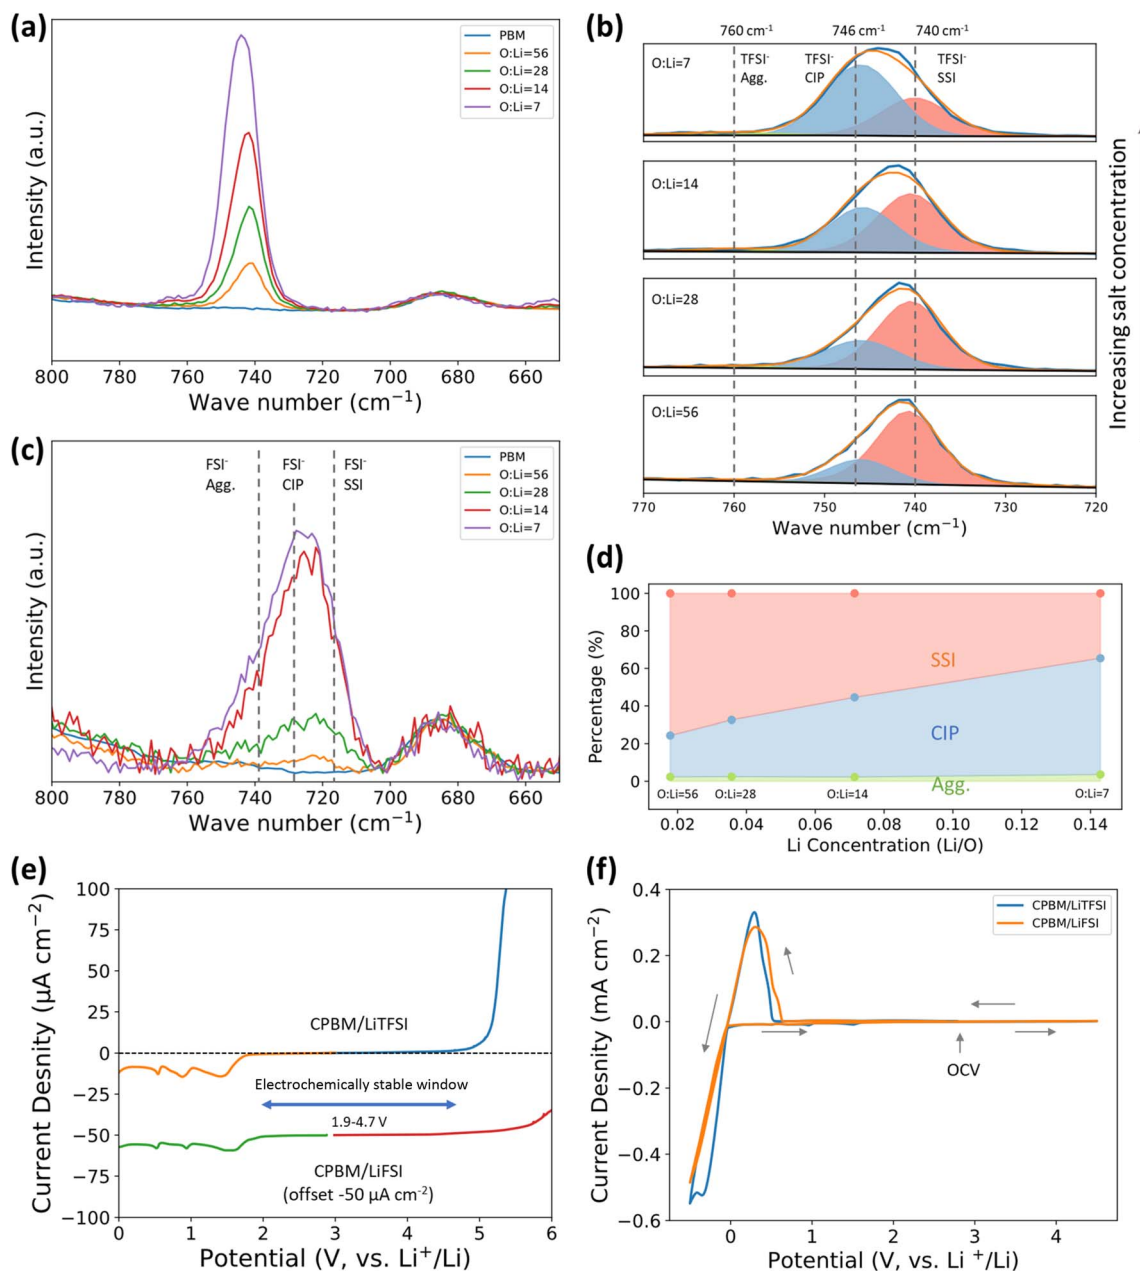 (a)
PBM
O:Li=56
O:Li=28
O:Li=14
O:Li=7
Intensity (a.u.)
800 780 760 740 720 700 680 660
Wave number (cm⁻¹)
(b)
760 cm⁻¹ 746 cm⁻¹ 740 cm⁻¹
O:Li=7
TFSI⁻
Agg.
TFSI⁻
CIP
TFSI⁻
SSI
O:Li=14
O:Li=28
O:Li=56
770 760 750 740 730 720
Wave number (cm⁻¹)
Increasing salt concentration
(c)
FSI⁻
Agg.
FSI⁻
CIP
FSI⁻
SSI
PBM
O:Li=56
O:Li=28
O:Li=14
O:Li=7
Intensity (a.u.)
800 780 760 740 720 700 680 660
Wave number (cm⁻¹)
(d)
100
80
60
40
20
0
Percentage (%)
SSI
CIP
Agg.
O:Li=56 O:Li=28 O:Li=14 O:Li=7
0.02 0.04 0.06 0.08 0.10 0.12 0.14
Li Concentration (Li/O)
(e)
100
75
50
25
0
−25
−50
−75
−100
Current Desnity (μA cm⁻²)
CPBM/LiTFSI
Electrochemically stable window
1.9-4.7 V
CPBM/LiFSI
(offset -50 μA cm⁻²)
0 1 2 3 4 5 6
Potential (V, vs. Li⁺/Li)
(f)
0.4
0.2
0.0
−0.2
−0.4
−0.6
Current Desnity (mA cm⁻²)
CPBM/LiTFSI
CPBM/LiFSI
OCV
0 1 2 3 4
Potential (V, vs. Li ⁺/Li)